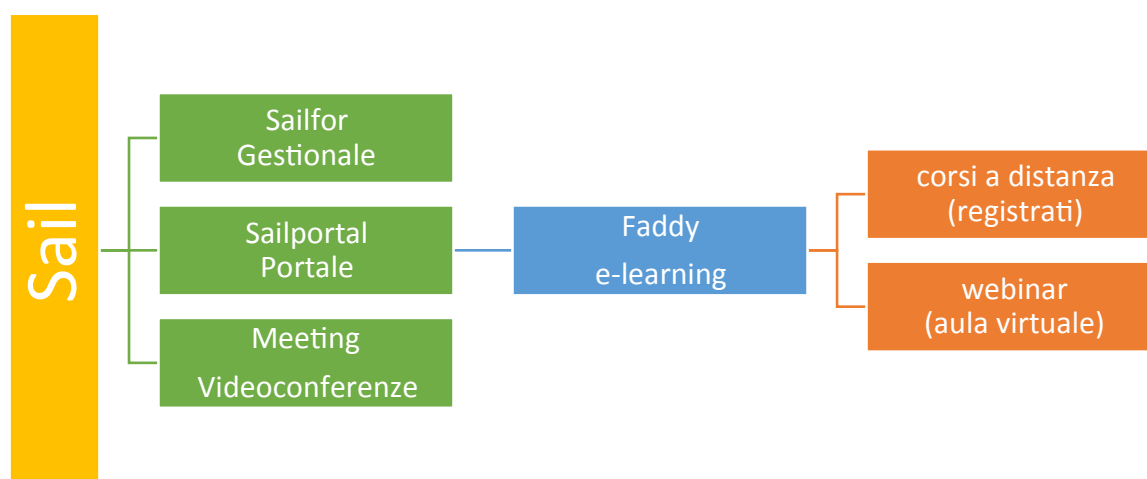 Sail
Sailfor
Gestionale
Sailportal
Portale
Meeting
Videoconferenze
Faddy
e-learning
corsi a distanza
(registrati)
webinar
(aula virtuale)